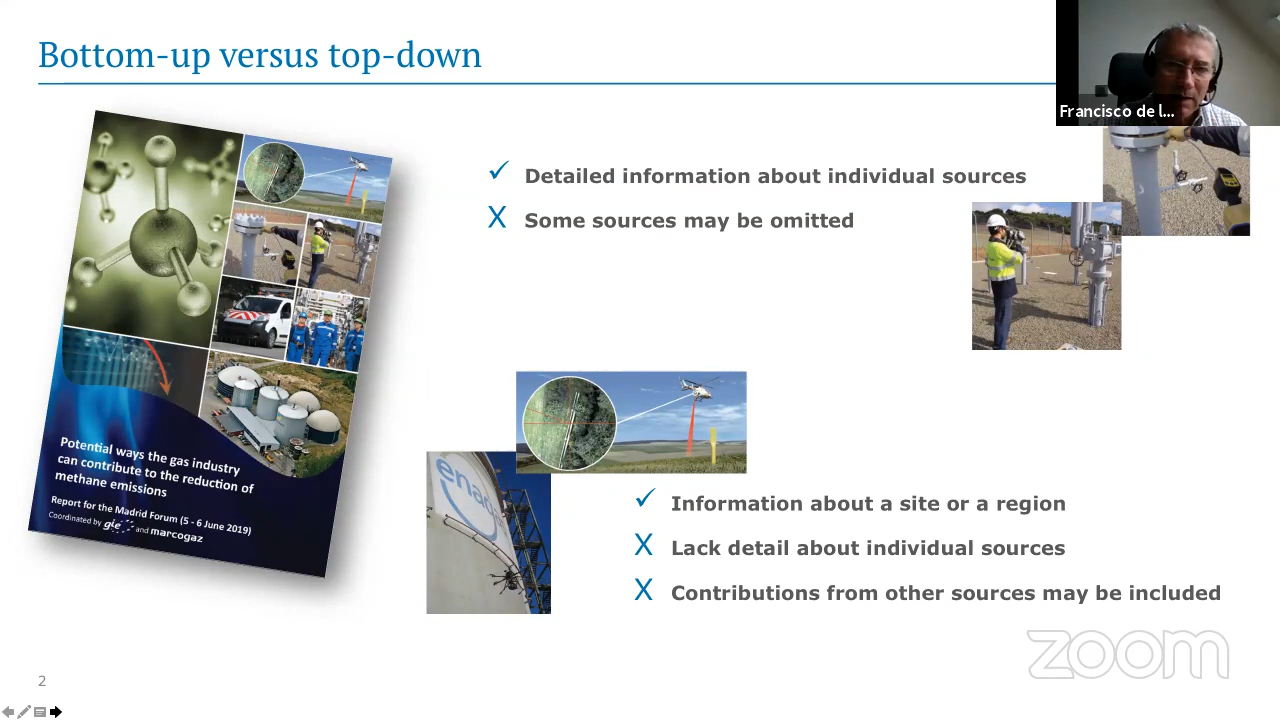 Bottom-up versus top-down
Francisco de l...
✓ Detailed information about individual sources
X Some sources may be omitted
Potential ways the gas industry
can contribute to the reduction of
methane emissions
Report for the Madrid Forum (5 - 6 June 2019)
Coordinated by gie and marcogaz
enagas
✓ Information about a site or a region
X Lack detail about individual sources
X Contributions from other sources may be included
zoom
2